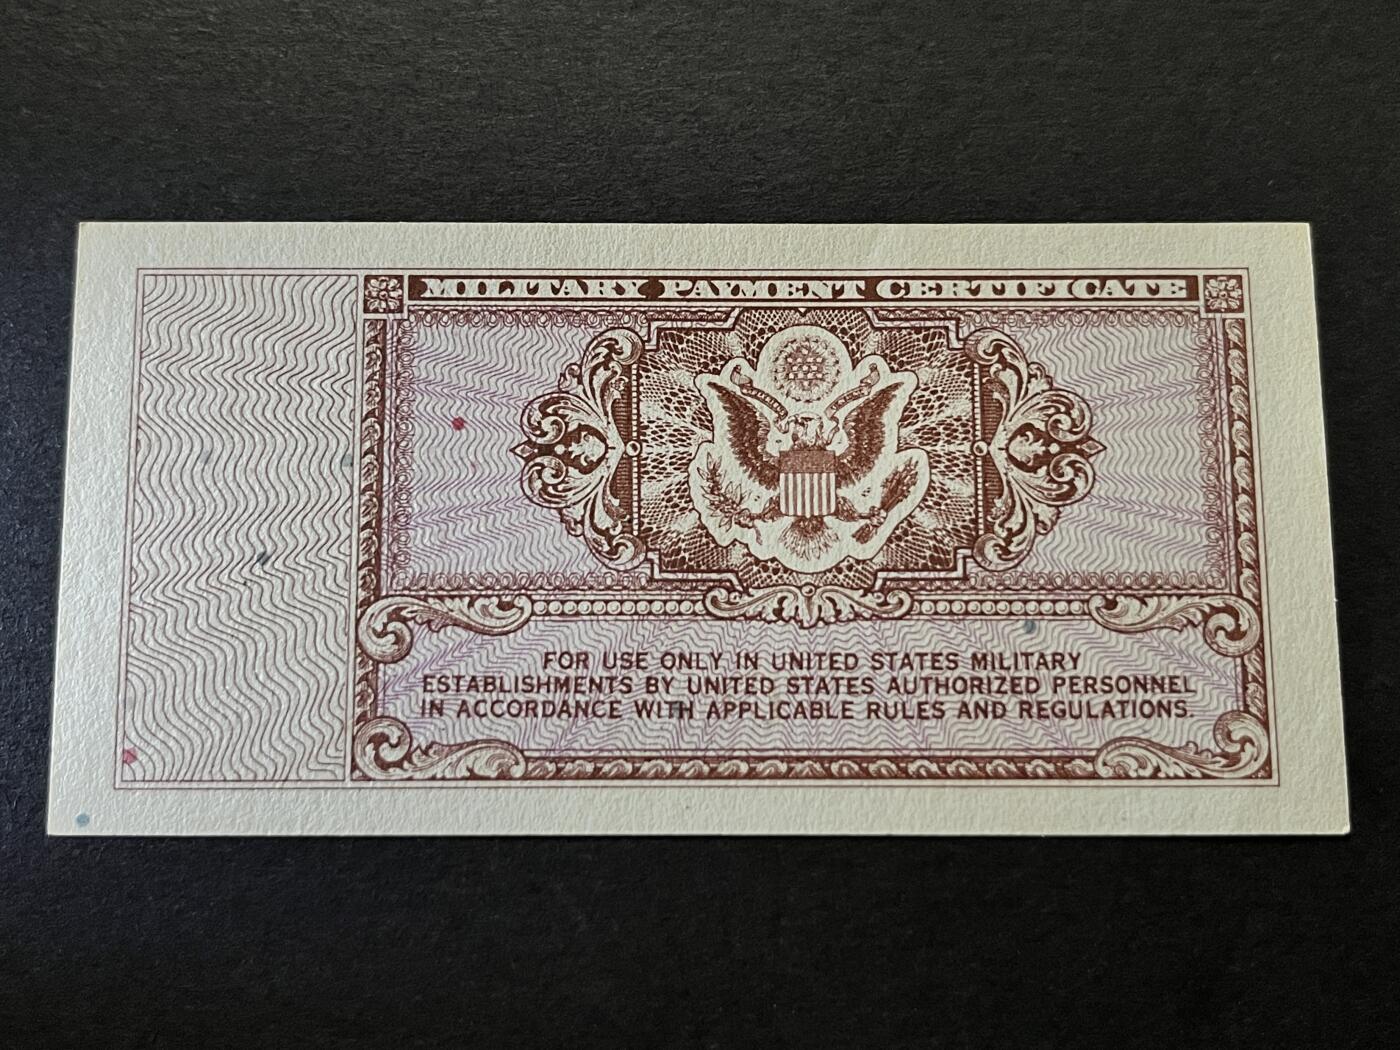 MILITARY PAYMENT CERTIFICATE
FOR USE ONLY IN UNITED STATES MILITARY
ESTABLISHMENTS BY UNITED STATES AUTHORIZED PERSONNEL
IN ACCORDANCE WITH APPLICABLE RULES AND REGULATIONS.